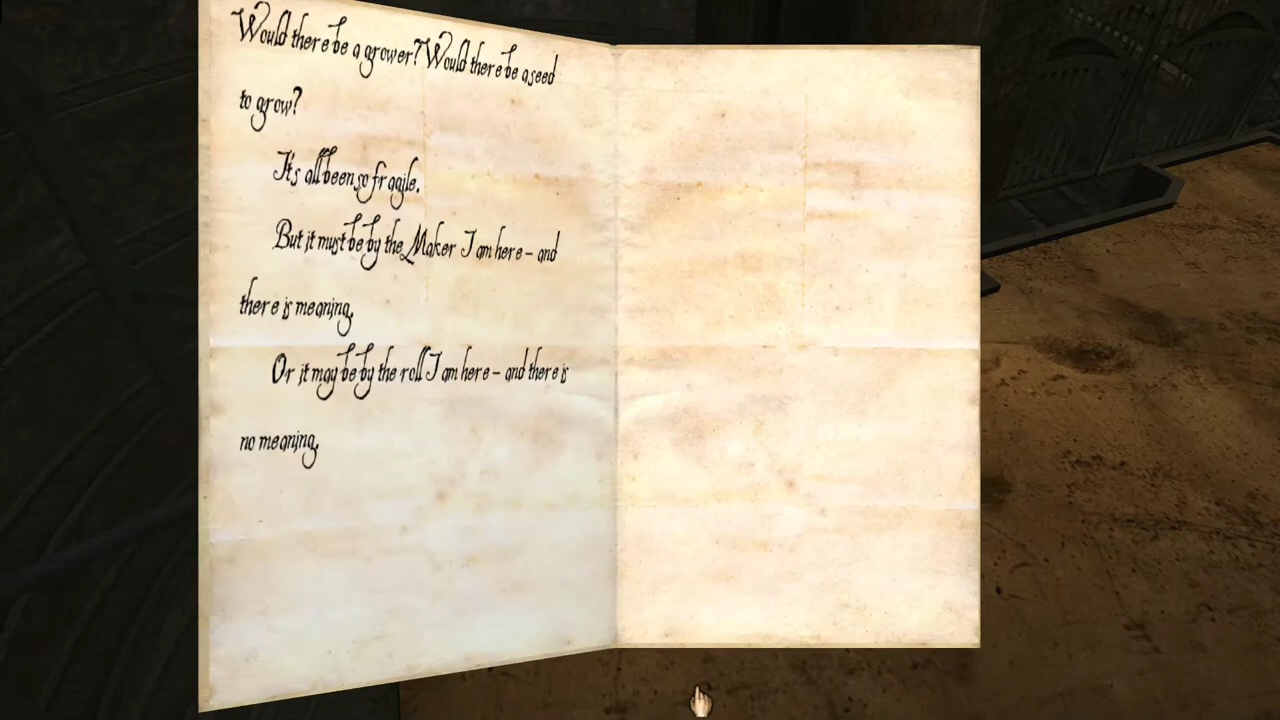 Would there be a grower? Would there be a seed
to grow?
It's all been so fragile.
But it must be by the Maker I am here – and
there is meaning.
Or it may be by the roll I am here – and there is
no meaning.